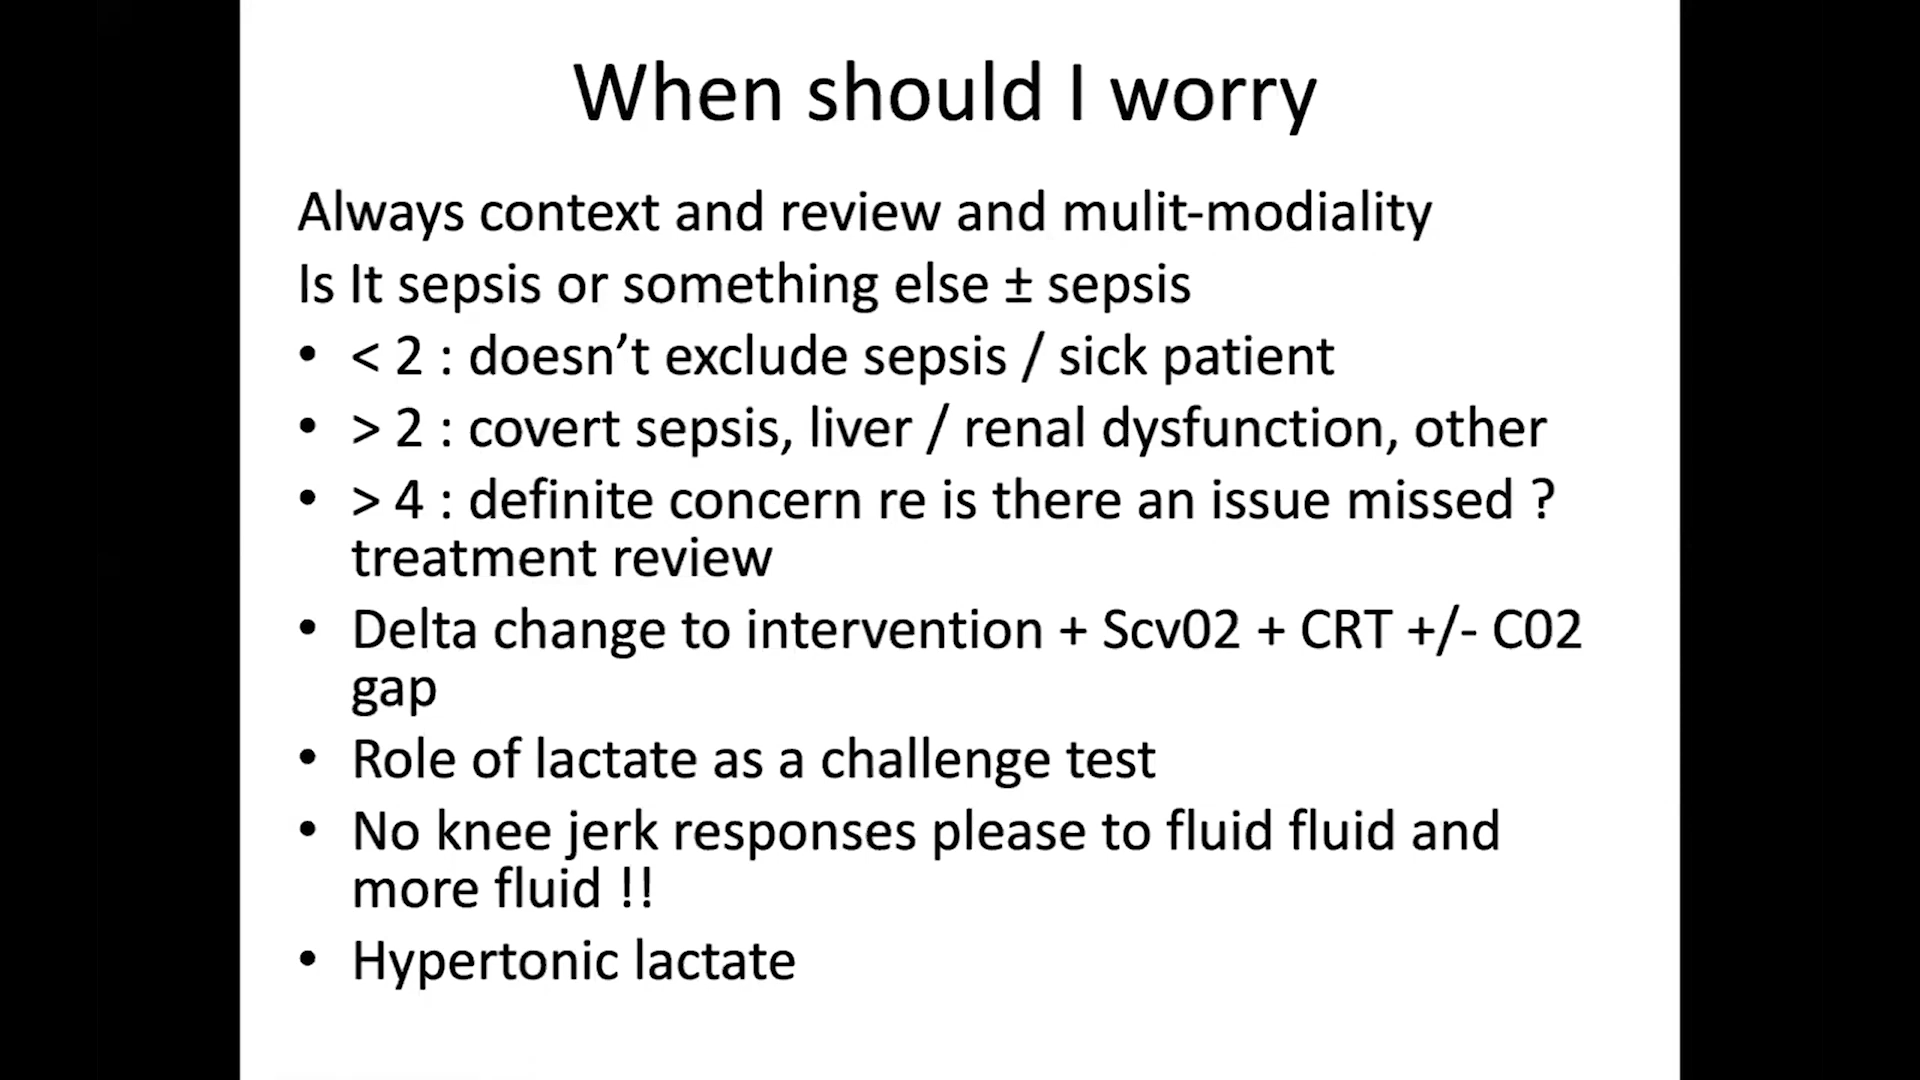 When should I worry
Always context and review and mulit-modiality
Is It sepsis or something else ± sepsis
• < 2 : doesn’t exclude sepsis / sick patient
• > 2 : covert sepsis, liver / renal dysfunction, other
• > 4 : definite concern re is there an issue missed ?
treatment review
• Delta change to intervention + Scv02 + CRT +/- C02
gap
• Role of lactate as a challenge test
• No knee jerk responses please to fluid fluid and
more fluid !!
• Hypertonic lactate